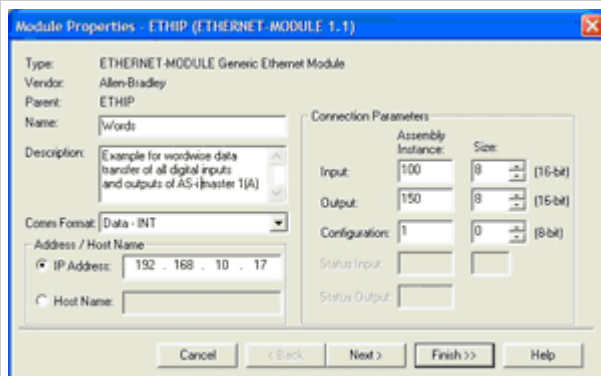 Module Properties - ETHIP (ETHERNET-MODULE 1.1)
Type: ETHERNET-MODULE Generic Ethernet Module
Vendor: Allen-Bradley
Parent: ETHIP
Name: Words
Description: Example for wordwise data
transfer of all digital inputs
and outputs of AS-i master 1(A)
Comm Format: Data - INT
Address / Host Name
IP Address: 192 . 168 . 10 . 17
Host Name:
Connection Parameters
Assembly
Instance: Size:
Input: 100 8 (16-bit)
Output: 150 8 (16-bit)
Configuration: 1 0 (8-bit)
Status Input:
Status Output:
Cancel < Back Next > Finish >> Help